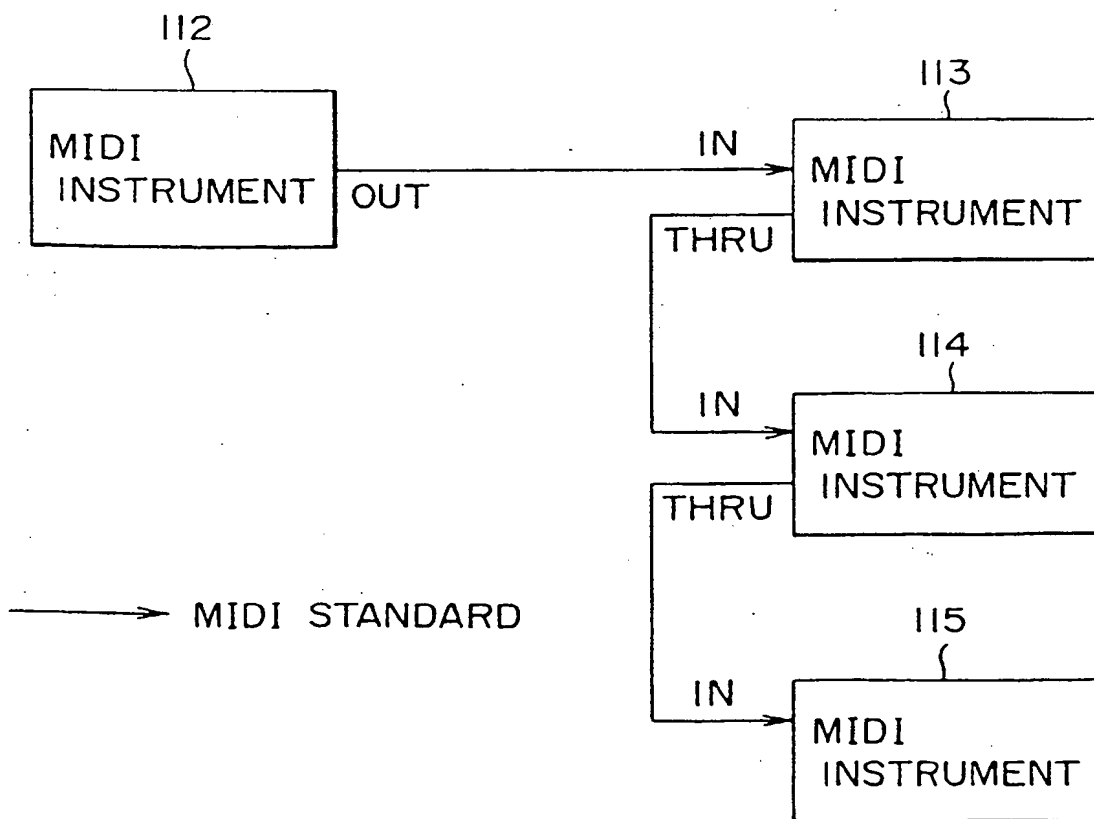 112
MIDI
INSTRUMENT
OUT
113
IN
MIDI
INSTRUMENT
THRU
114
IN
MIDI
INSTRUMENT
THRU
MIDI STANDARD
115
IN
MIDI
INSTRUMENT